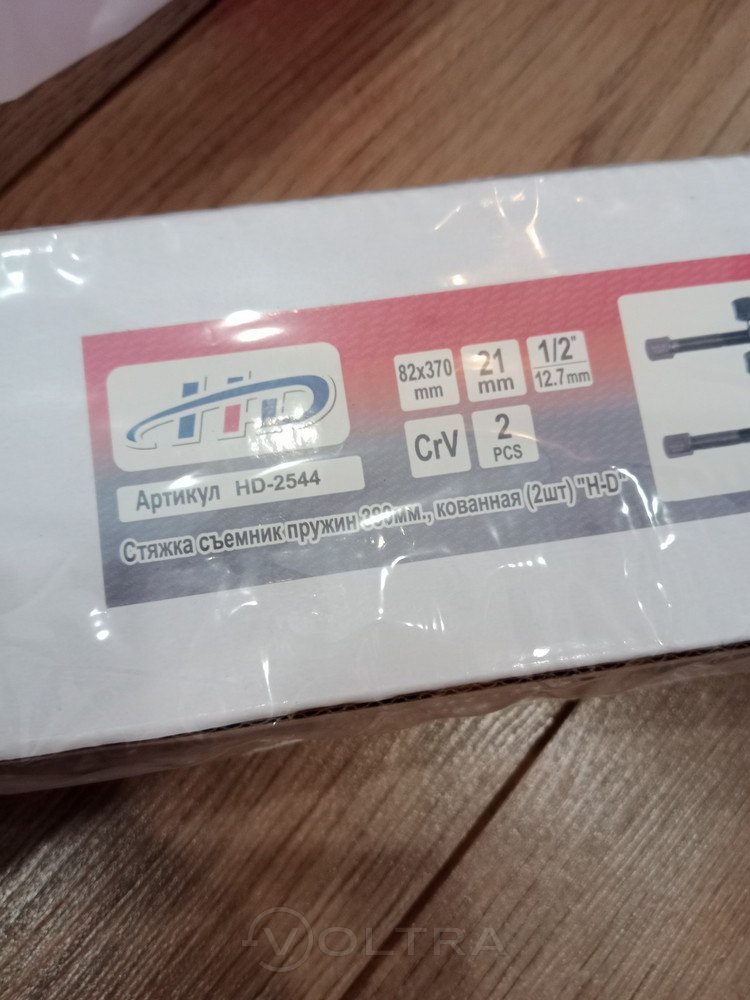 HD
82x370
mm
21
mm
1/2"
12.7mm
CrV
2
PCS
Артикул HD-2544
Стяжка съемник пружин 380мм., кованная (2шт) "H-D"
VOLTRA